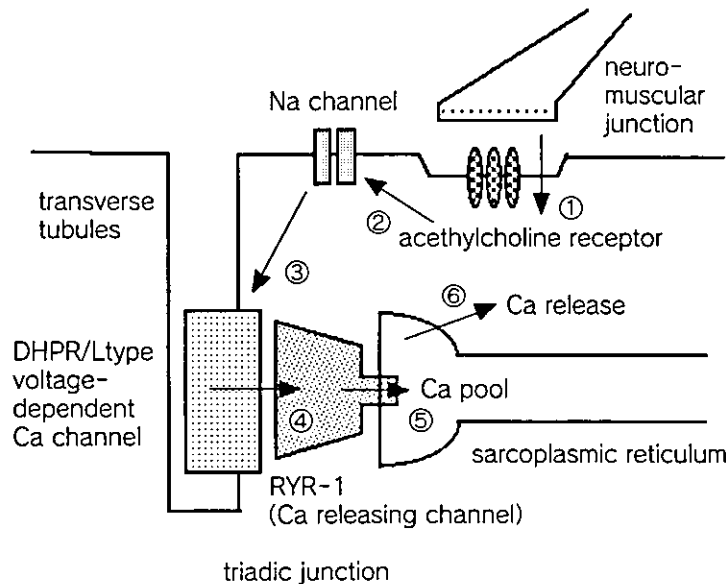 neuro-
muscular
junction
Na channel
transverse
tubules
①
②
acetylcholine receptor
③
⑥
Ca release
DHPR/Ltype
voltage-
dependent
Ca channel
④
Ca pool
⑤
sarcoplasmic reticulum
RYR-1
(Ca releasing channel)
triadic junction